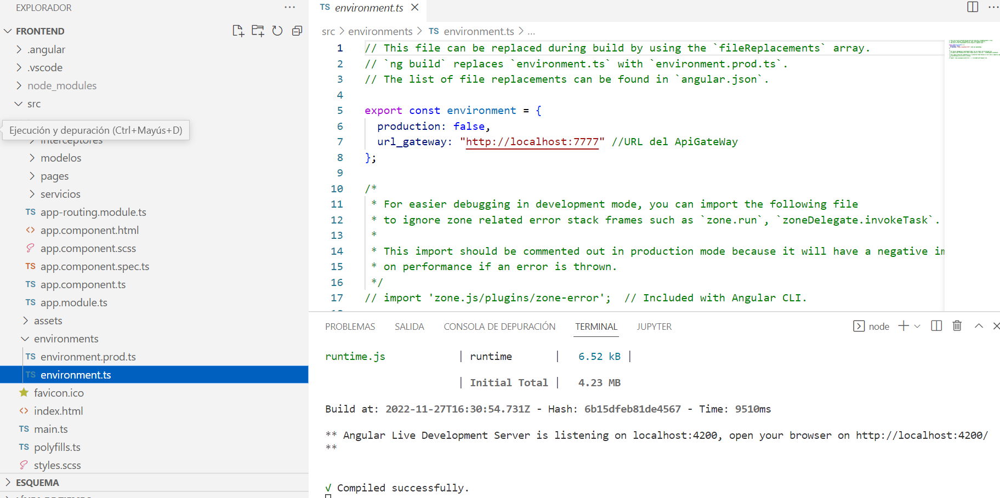 EXPLORADOR
FRONTEND
.angular
.vscode
node_modules
src
Ejecución y depuración (Ctrl+Mayús+D)
interceptores
modelos
pages
servicios
TS app-routing.module.ts
<> app.component.html
app.component.scss
TS app.component.spec.ts
TS app.component.ts
TS app.module.ts
assets
environments
TS environment.prod.ts
TS environment.ts
favicon.ico
<> index.html
TS main.ts
TS polyfills.ts
styles.scss
ESQUEMA
TS environment.ts
src > environments > TS environment.ts > ...
1 // This file can be replaced during build by using the `fileReplacements` array.
2 // `ng build` replaces `environment.ts` with `environment.prod.ts`.
3 // The list of file replacements can be found in `angular.json`.
4
5 export const environment = {
6 production: false,
7 url_gateway: "http://localhost:7777" //URL del ApiGateWay
8 };
9
10 /*
11 * For easier debugging in development mode, you can import the following file
12 * to ignore zone related error stack frames such as `zone.run`, `zoneDelegate.invokeTask`.
13 *
14 * This import should be commented out in production mode because it will have a negative im
15 * on performance if an error is thrown.
16 */
17 // import 'zone.js/plugins/zone-error';  // Included with Angular CLI.
PROBLEMAS SALIDA CONSOLA DE DEPURACIÓN TERMINAL JUPYTER node
runtime.js | runtime | 6.52 kB |
| Initial Total | 4.23 MB
Build at: 2022-11-27T16:30:54.731Z - Hash: 6b15dfeb81de4567 - Time: 9510ms
** Angular Live Development Server is listening on localhost:4200, open your browser on http://localhost:4200/
**
√ Compiled successfully.